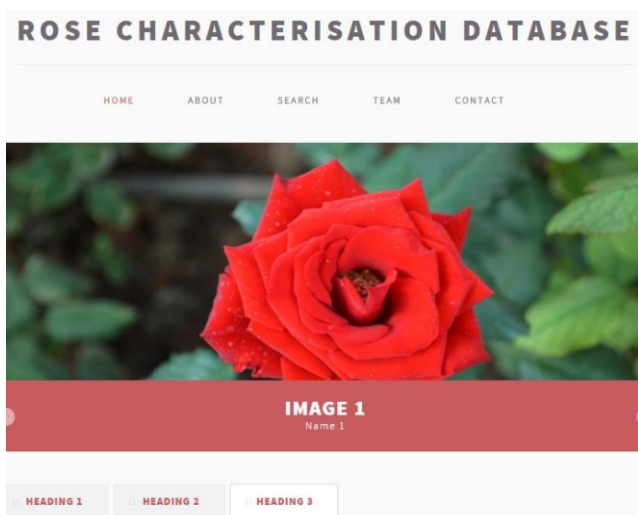 ROSE CHARACTERISATION DATABASE
HOME ABOUT SEARCH TEAM CONTACT
IMAGE 1
Name 1
HEADING 1 HEADING 2 HEADING 3